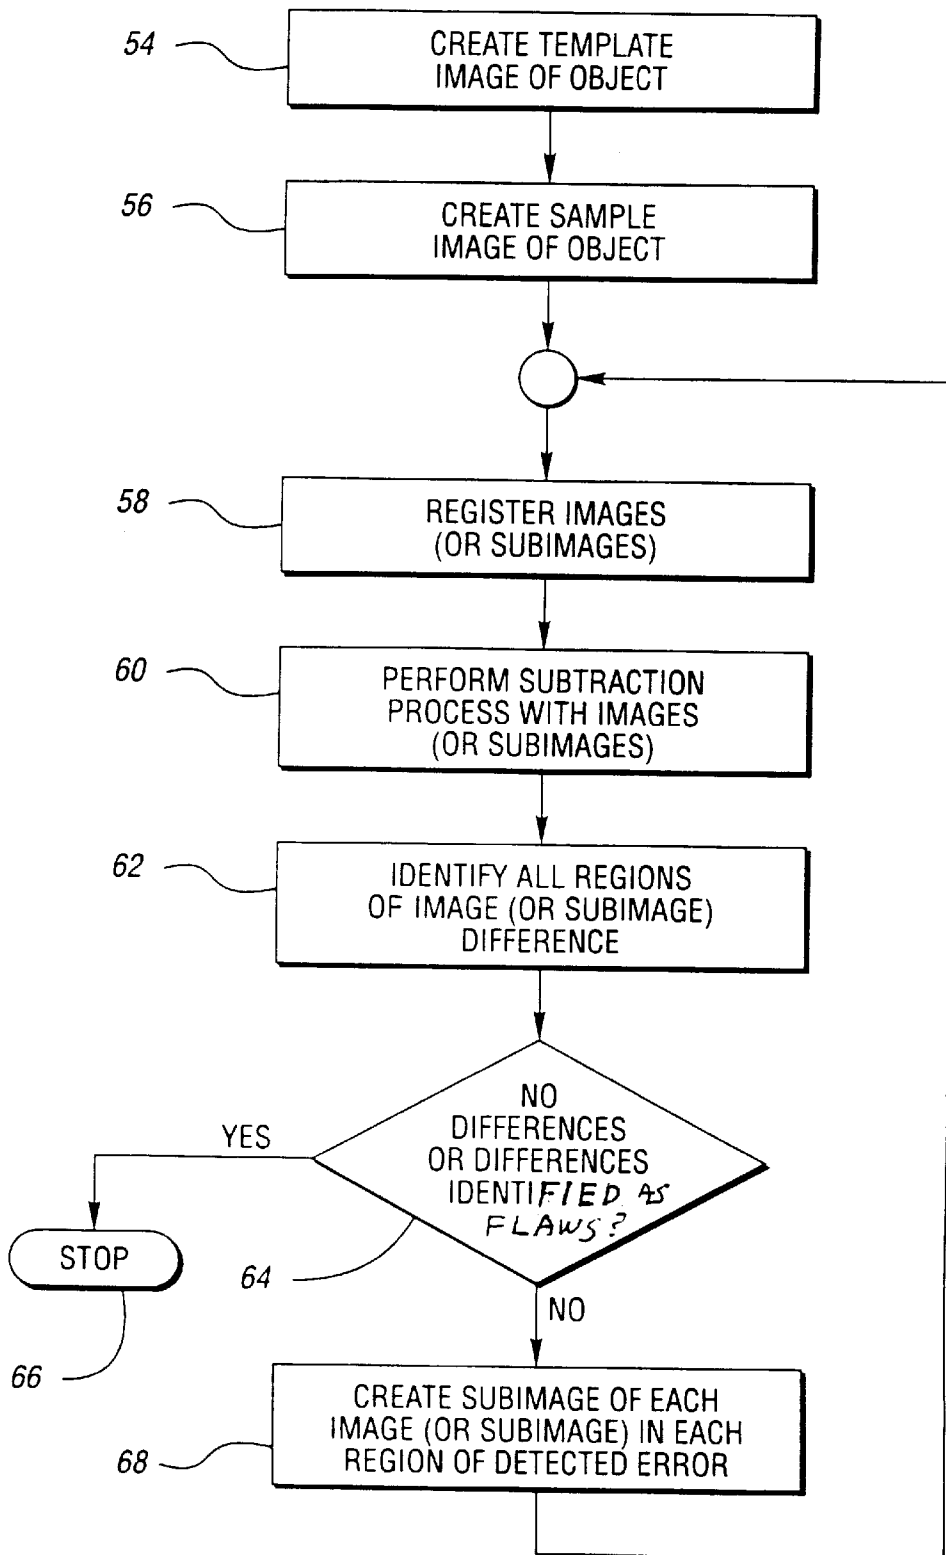 54
CREATE TEMPLATE
IMAGE OF OBJECT
56
CREATE SAMPLE
IMAGE OF OBJECT
58
REGISTER IMAGES
(OR SUBIMAGES)
60
PERFORM SUBTRACTION
PROCESS WITH IMAGES
(OR SUBIMAGES)
62
IDENTIFY ALL REGIONS
OF IMAGE (OR SUBIMAGE)
DIFFERENCE
NO
DIFFERENCES
OR DIFFERENCES
IDENTIFIED AS
FLAWS?
YES
STOP
64
66
NO
CREATE SUBIMAGE OF EACH
IMAGE (OR SUBIMAGE) IN EACH
REGION OF DETECTED ERROR
68